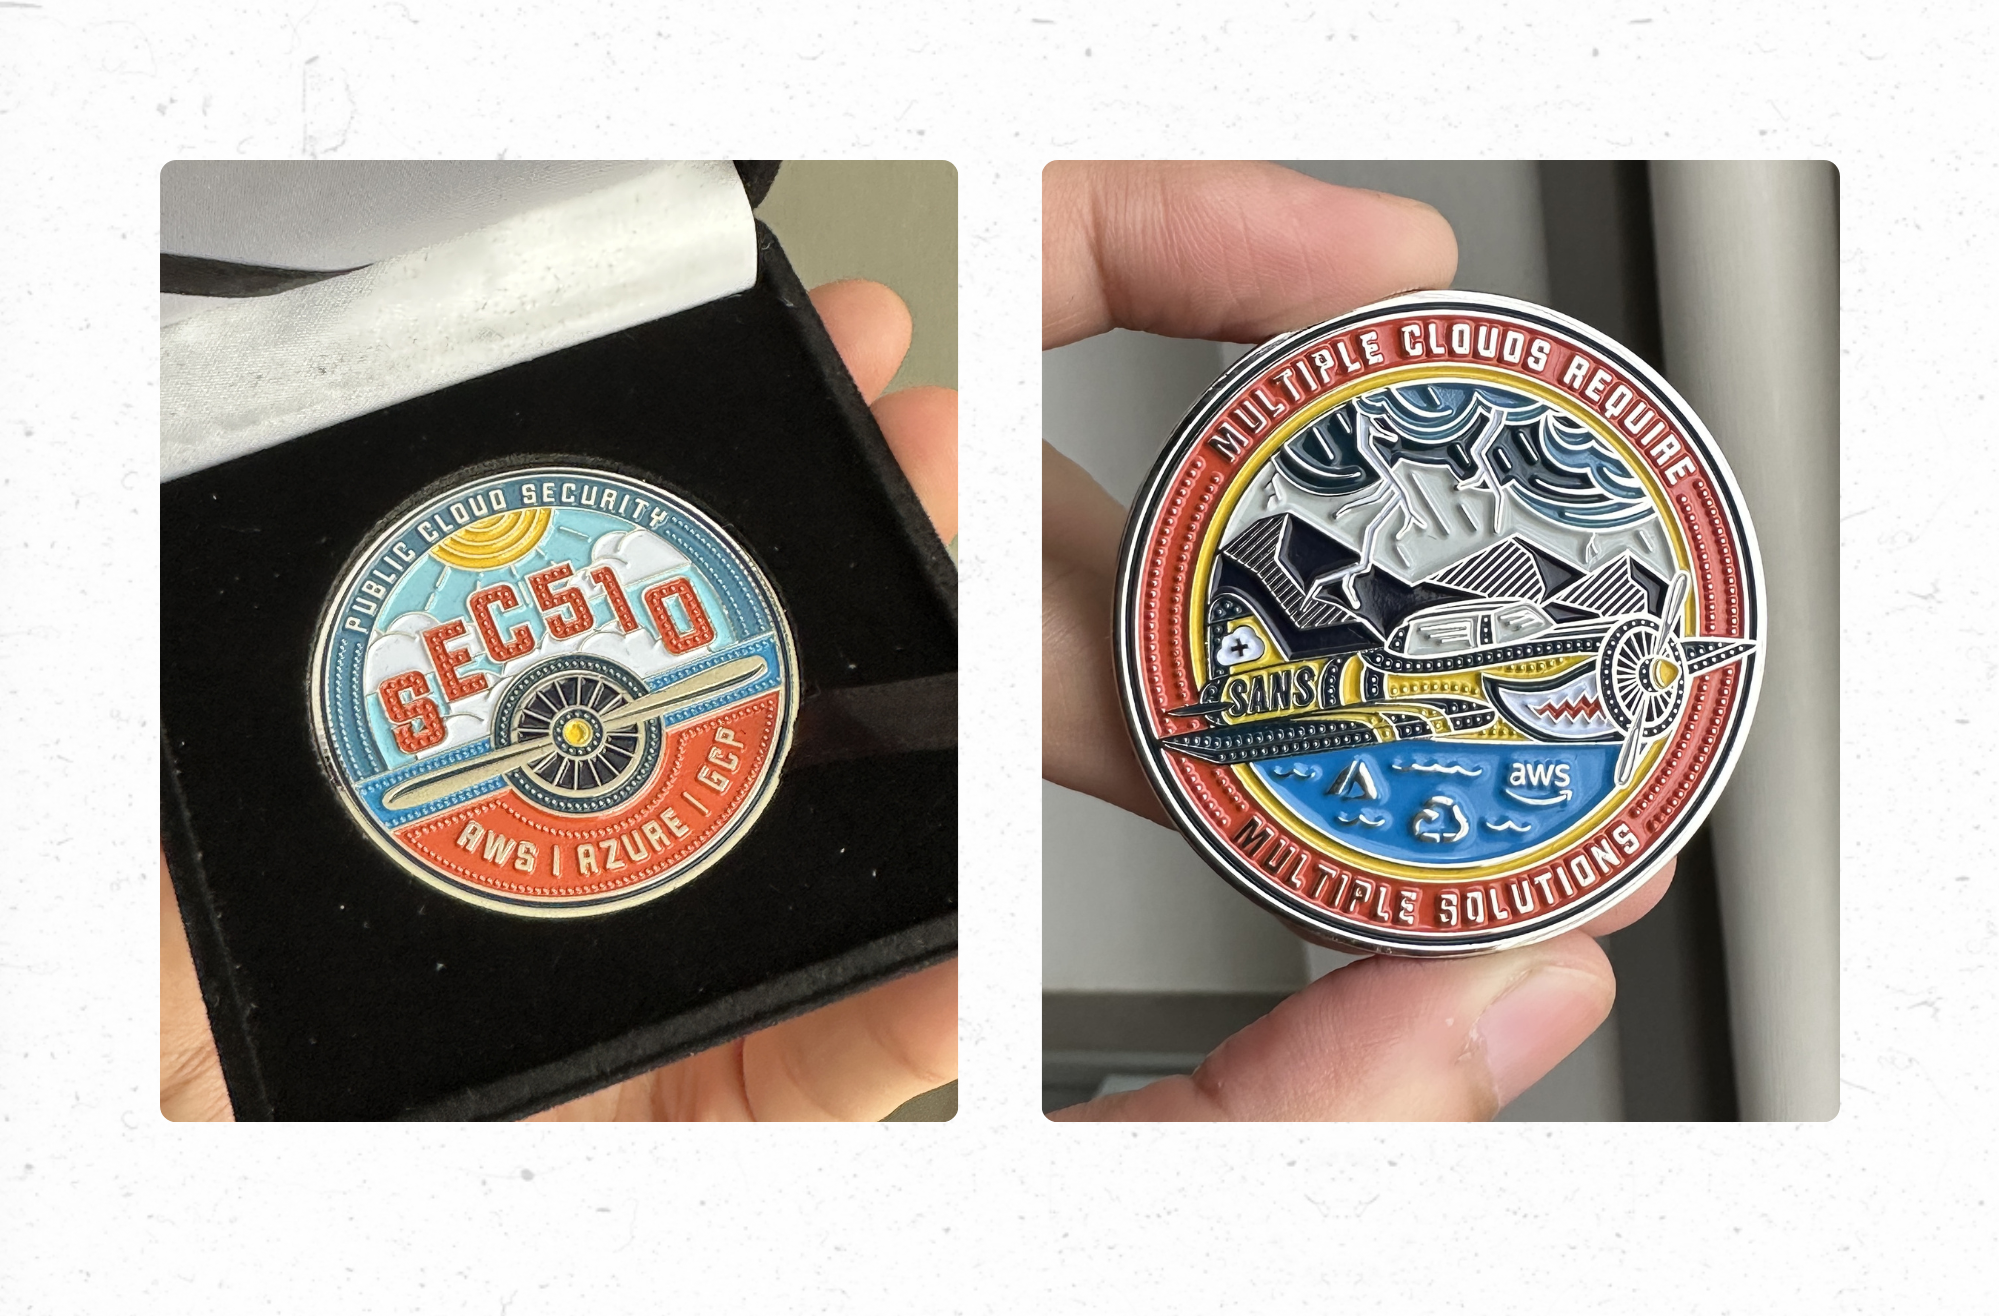 PUBLIC CLOUD SECURITY
SEC510
AWS | AZURE | GCP
MULTIPLE CLOUDS REQUIRE
SANS
aws
MULTIPLE SOLUTIONS